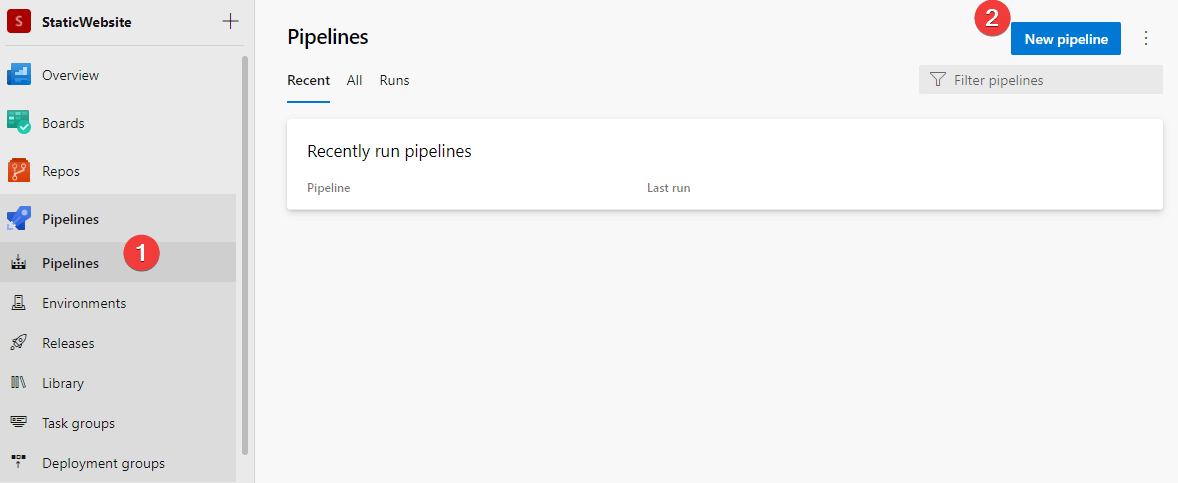 S StaticWebsite
Overview
Boards
Repos
Pipelines
Pipelines 1
Environments
Releases
Library
Task groups
Deployment groups
Pipelines
2
New pipeline
Recent All Runs
Filter pipelines
Recently run pipelines
Pipeline Last run